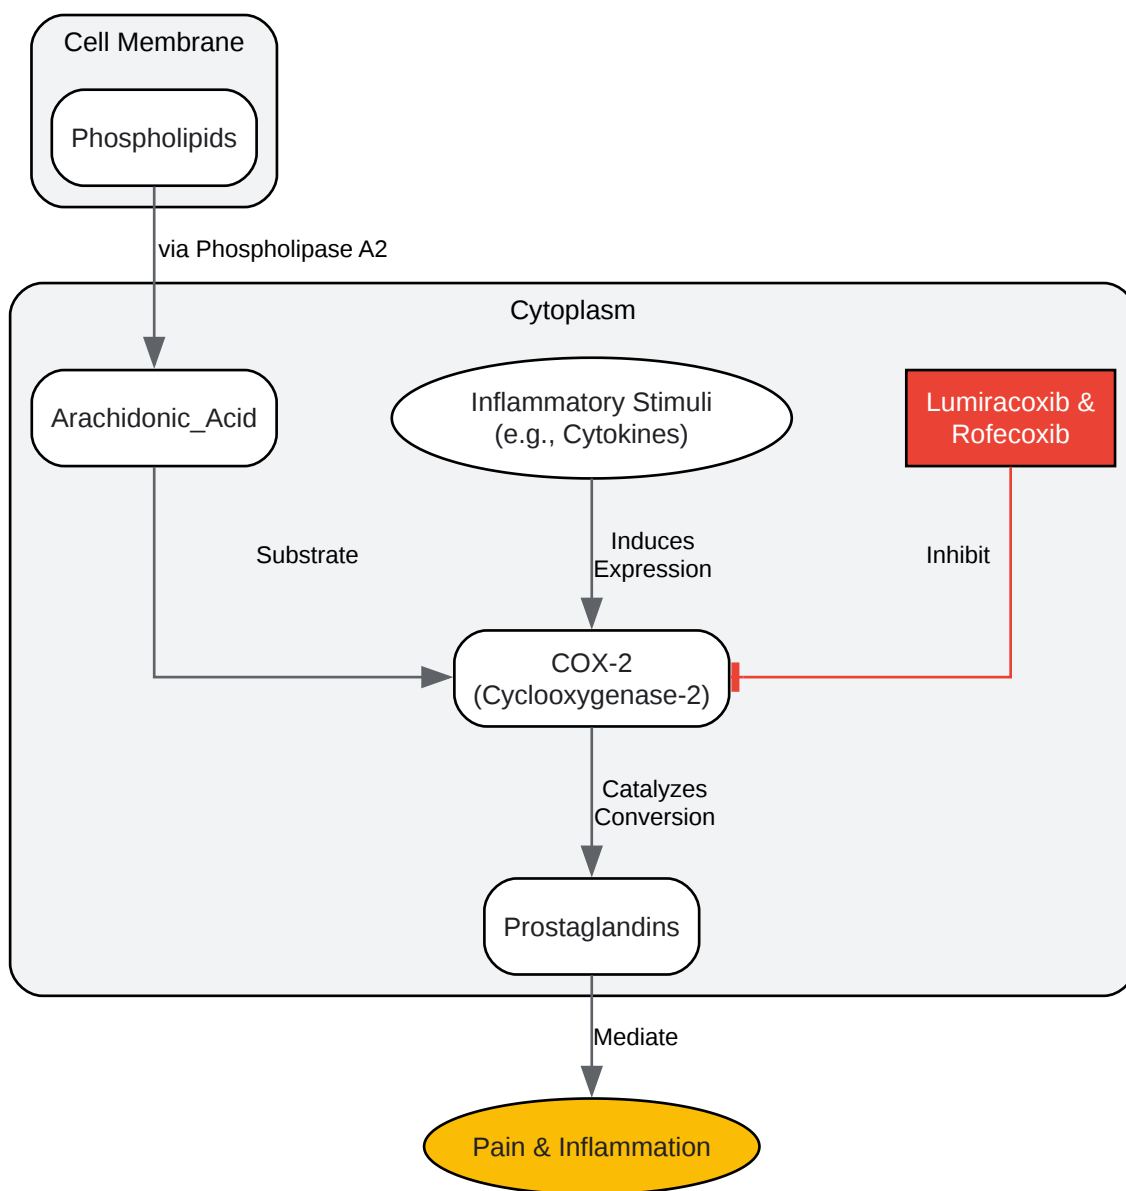 Cell Membrane
Phospholipids
via Phospholipase A2
Cytoplasm
Arachidonic_Acid
Inflammatory Stimuli
(e.g., Cytokines)
Lumiracoxib &
Rofecoxib
Substrate
Induces
Expression
Inhibit
COX-2
(Cyclooxygenase-2)
Catalyzes
Conversion
Prostaglandins
Mediate
Pain & Inflammation